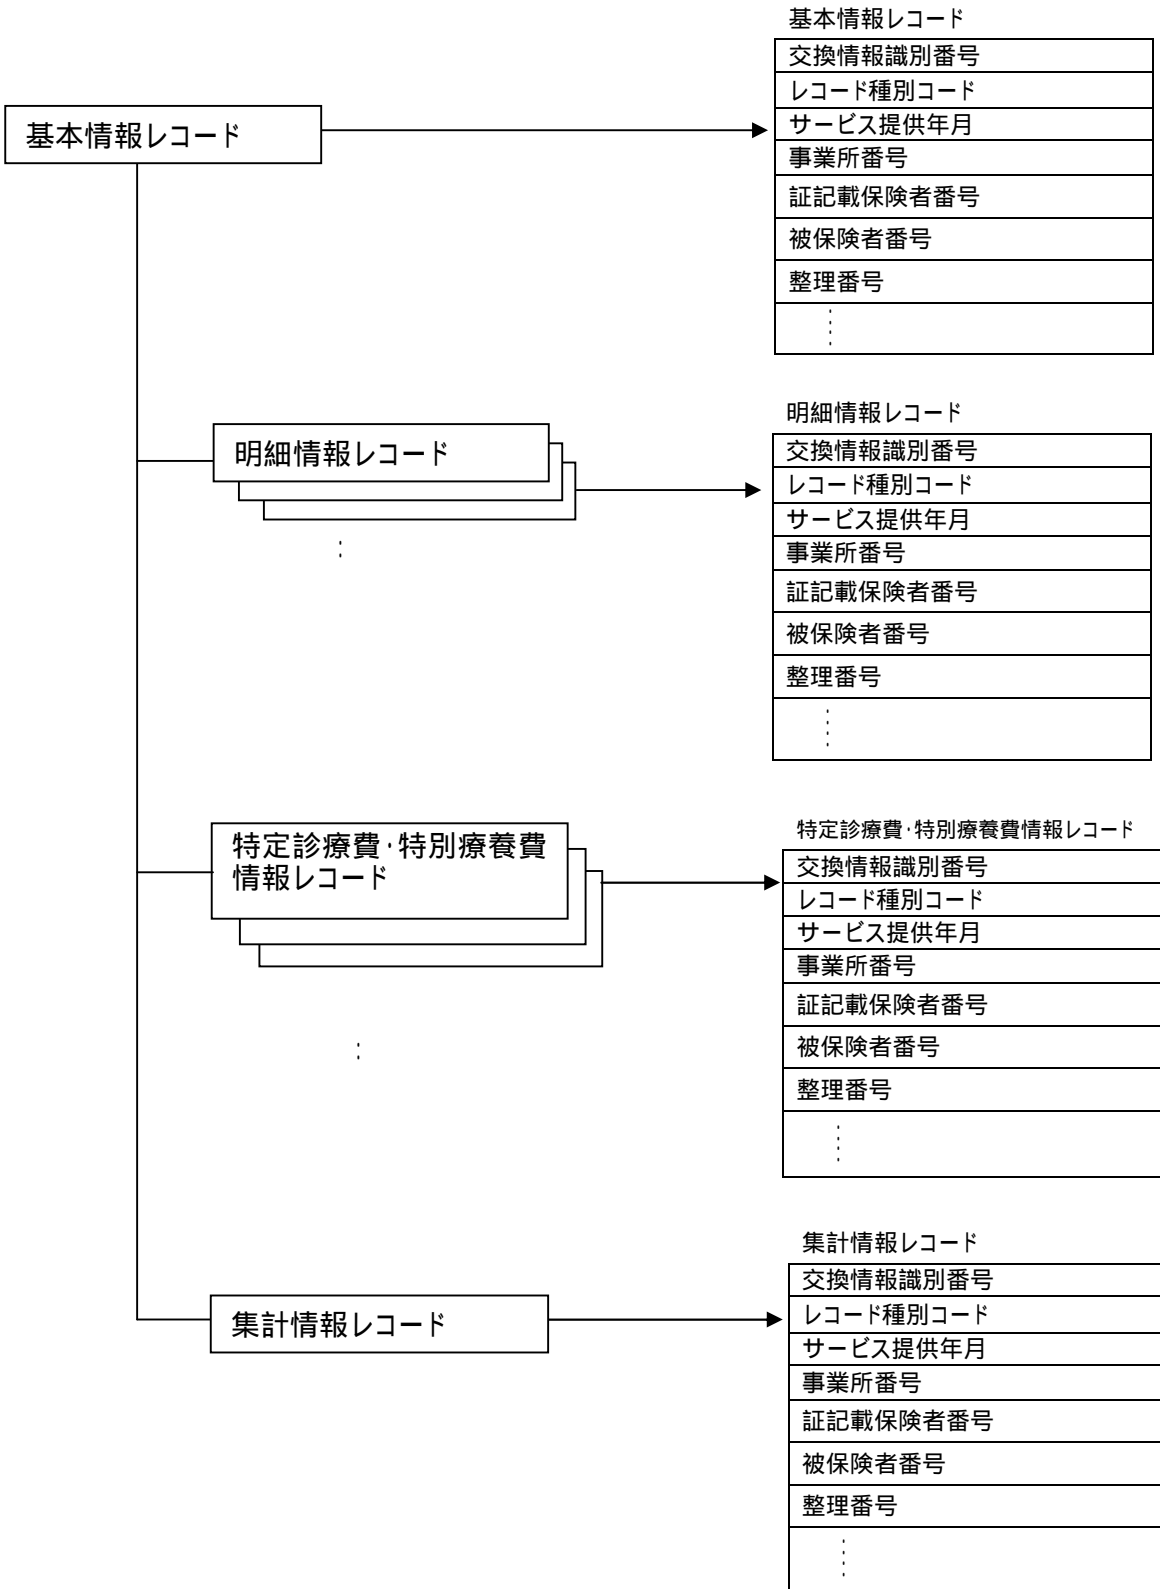 基本情報レコード
基本情報レコード
交換情報識別番号
レコード種別コード
サービス提供年月
事業所番号
証記載保険者番号
被保険者番号
整理番号
明細情報レコード
明細情報レコード
交換情報識別番号
レコード種別コード
サービス提供年月
事業所番号
証記載保険者番号
被保険者番号
整理番号
特定診療費・特別療養費
情報レコード
特定診療費・特別療養費情報レコード
交換情報識別番号
レコード種別コード
サービス提供年月
事業所番号
証記載保険者番号
被保険者番号
整理番号
集計情報レコード
集計情報レコード
交換情報識別番号
レコード種別コード
サービス提供年月
事業所番号
証記載保険者番号
被保険者番号
整理番号